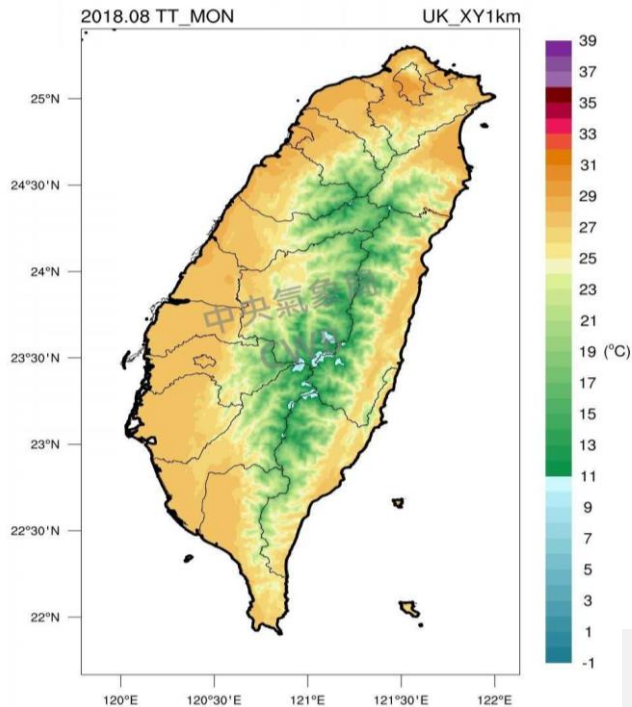 2018.08 TT_MON UK_XY1km
25°N
24°30'N
24°N
23°30'N
23°N
22°30'N
22°N
120°E
120°30'E
121°E
121°30'E
122°E
39
37
35
33
31
29
27
25
23
21
19 (°C)
17
15
13
11
9
7
5
3
1
-1
中央氣象局
CWB